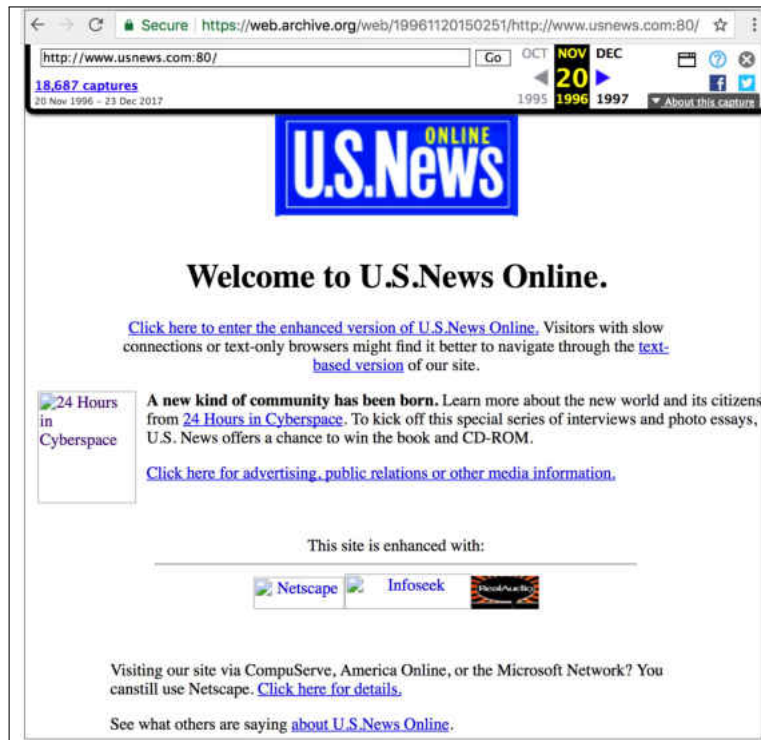 Secure https://web.archive.org/web/19961120150251/http://www.usnews.com:80/
http://www.usnews.com:80/ Go OCT NOV DEC
18,687 captures 20
20 Nov 1996 – 23 Dec 2017 1995 1996 1997 About this capture
ONLINE
U.S.News
Welcome to U.S.News Online.
Click here to enter the enhanced version of U.S.News Online. Visitors with slow
connections or text-only browsers might find it better to navigate through the text-
based version of our site.
24 Hours
in
Cyberspace
A new kind of community has been born. Learn more about the new world and its citizens
from 24 Hours in Cyberspace. To kick off this special series of interviews and photo essays,
U.S. News offers a chance to win the book and CD-ROM.
Click here for advertising, public relations or other media information.
This site is enhanced with:
Netscape Infoseek RealAudio
Visiting our site via CompuServe, America Online, or the Microsoft Network? You
canstill use Netscape. Click here for details.
See what others are saying about U.S.News Online.